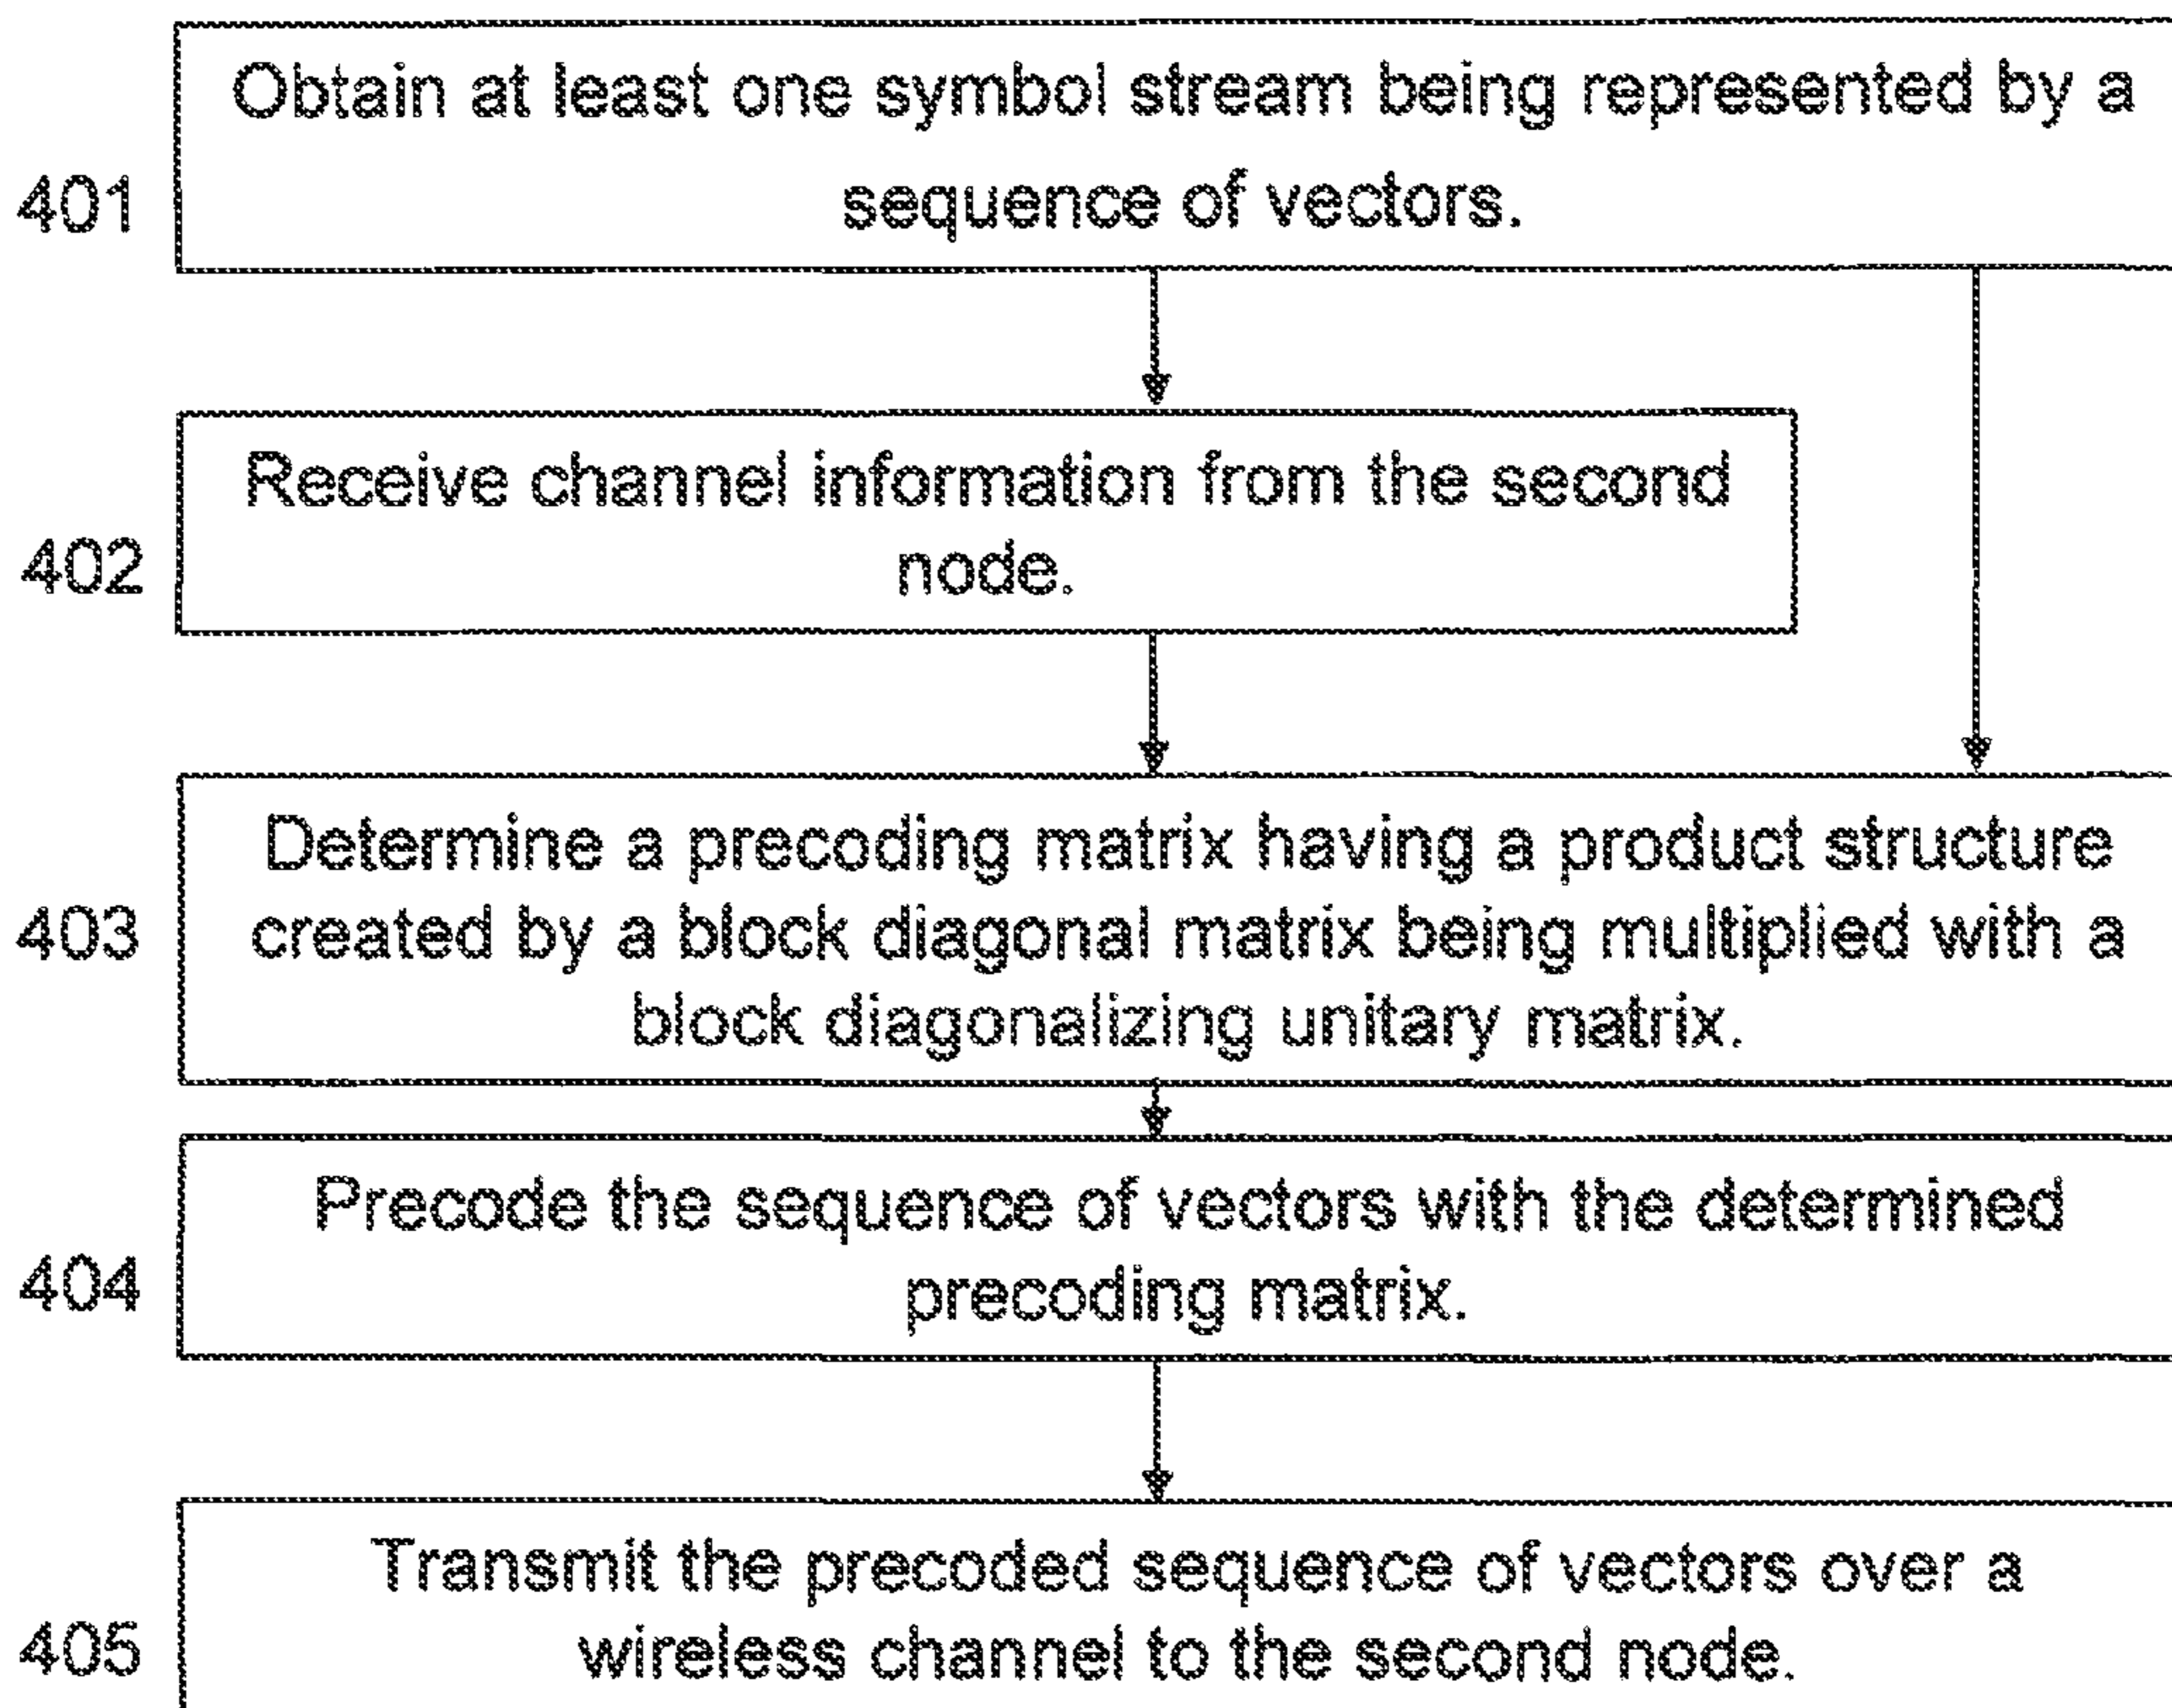 Obtain at least one symbol stream being represented by a
401
sequence of vectors.
Receive channel information from the second
402
node.
Determine a precoding matrix having a product structure
403
created by a block diagonal matrix being multiplied with a
block diagonalizing unitary matrix.
Precode the sequence of vectors with the determined
404
precoding matrix.
Transmit the precoded sequence of vectors over a
405
wireless channel to the second node.